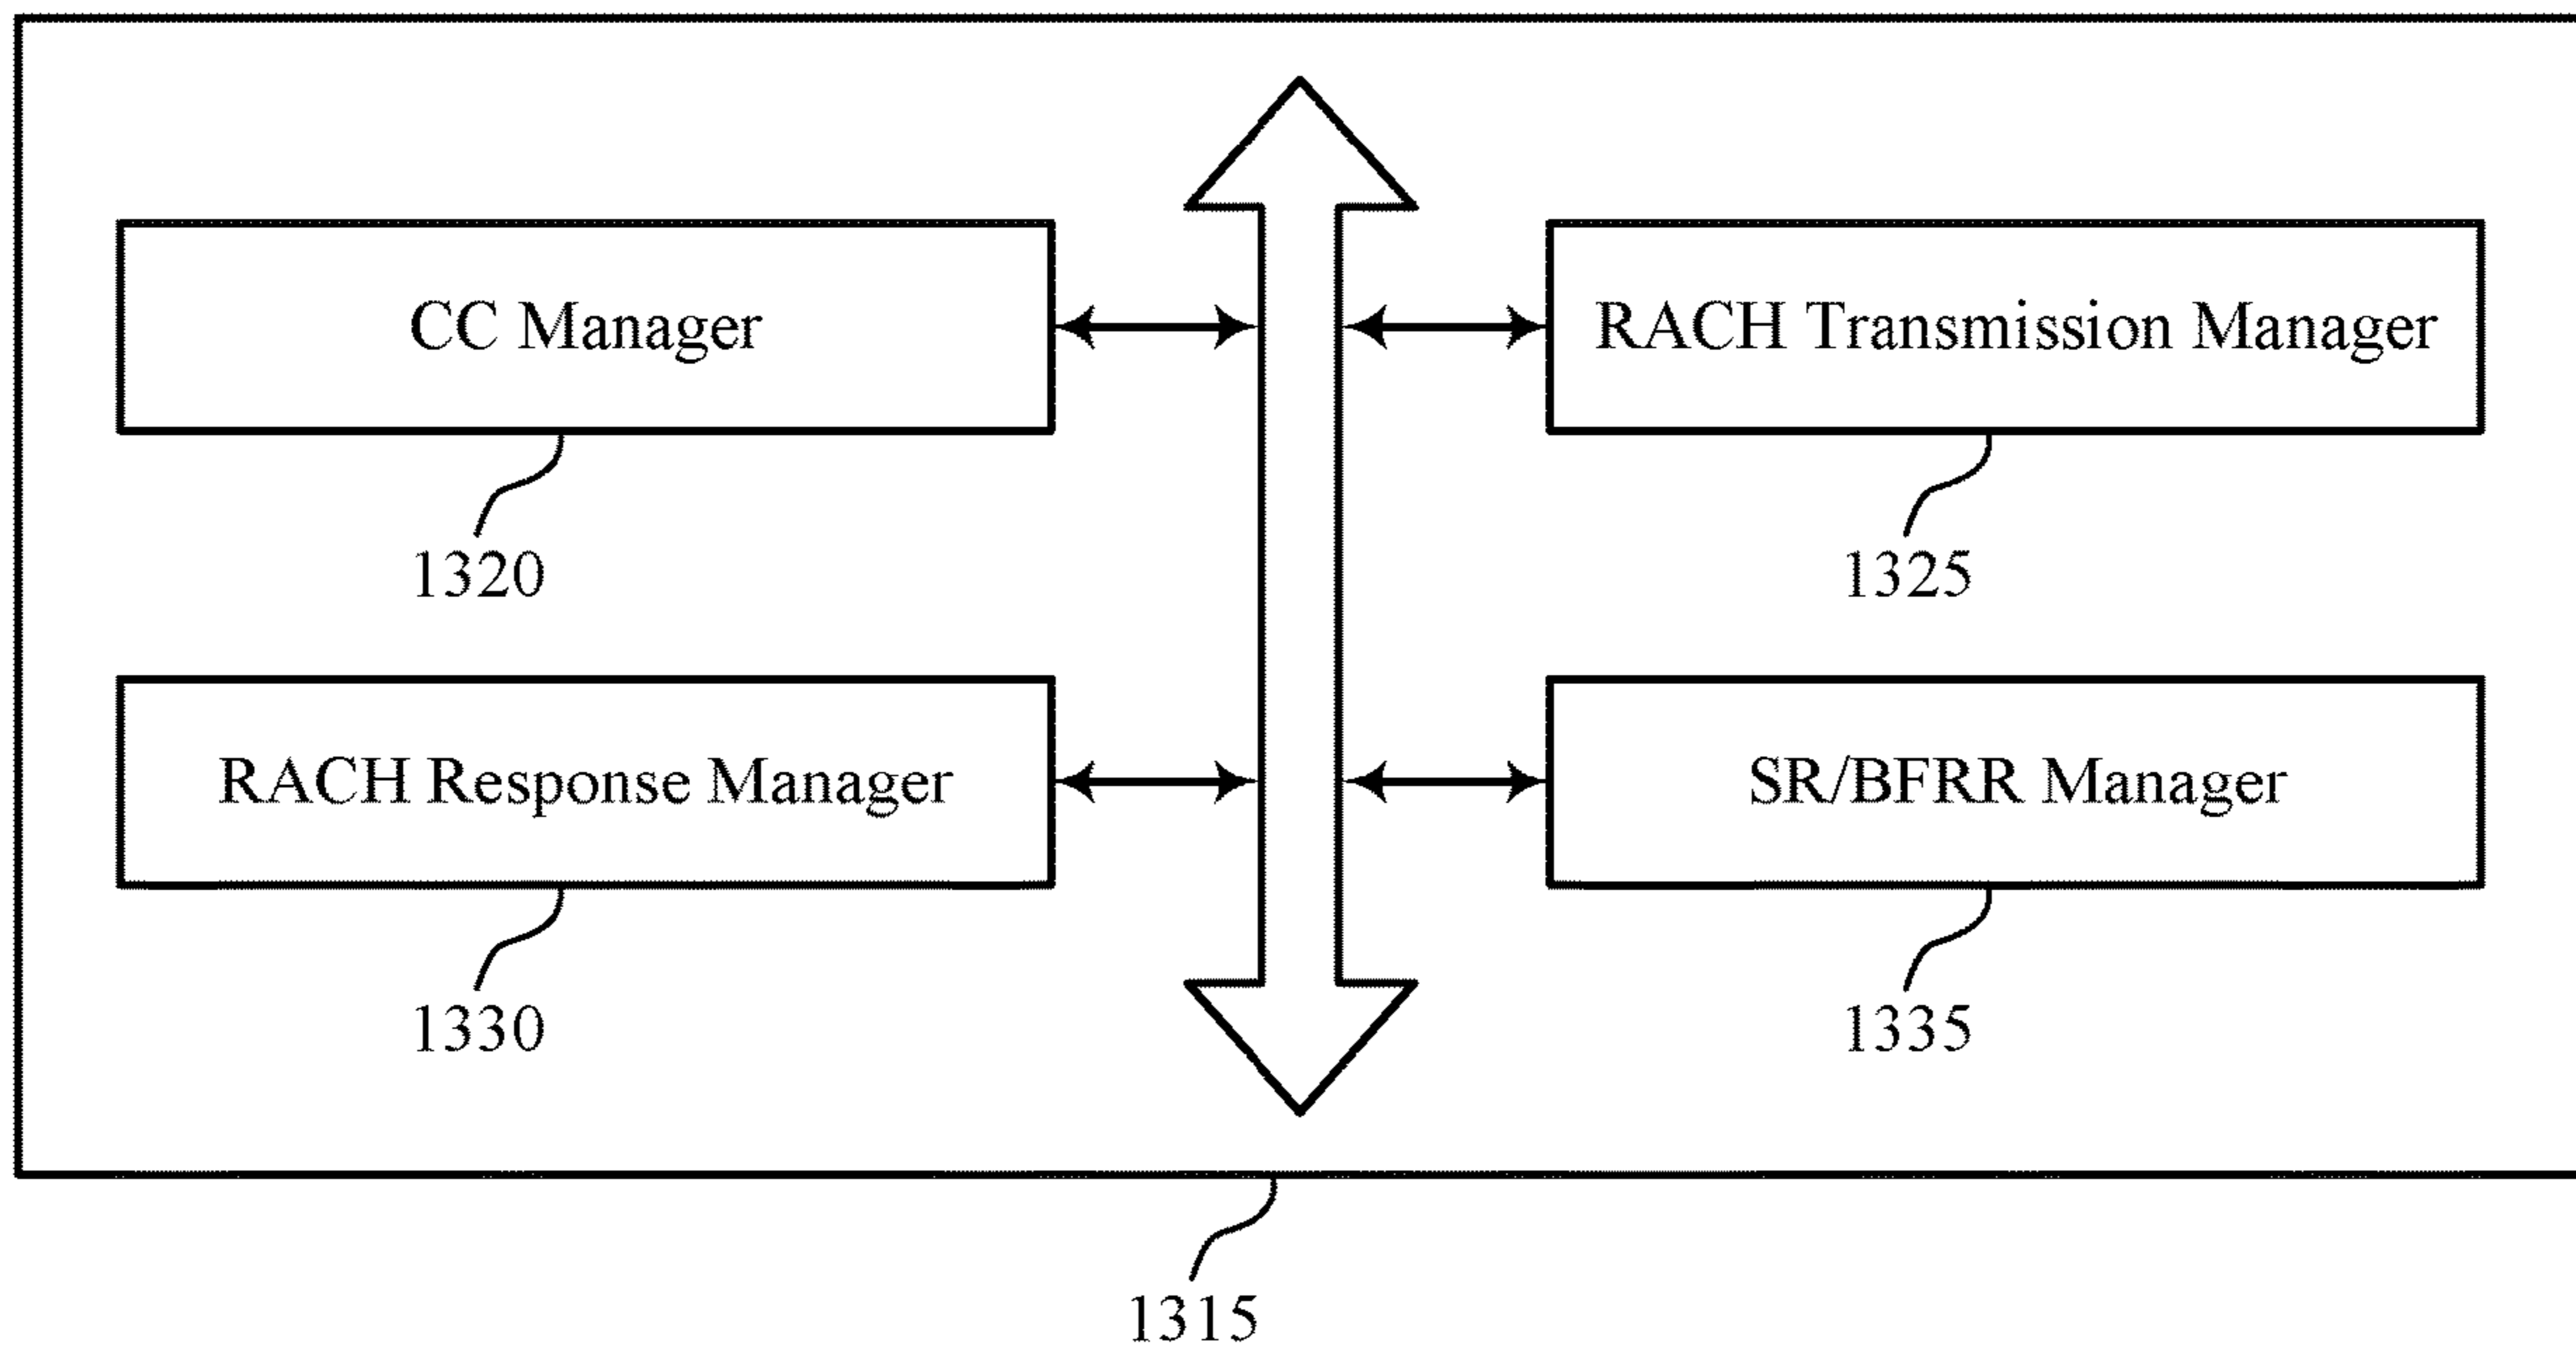 CC Manager
RACH Transmission Manager
1320
1325
RACH Response Manager
SR/BFRR Manager
1330
1335
1315